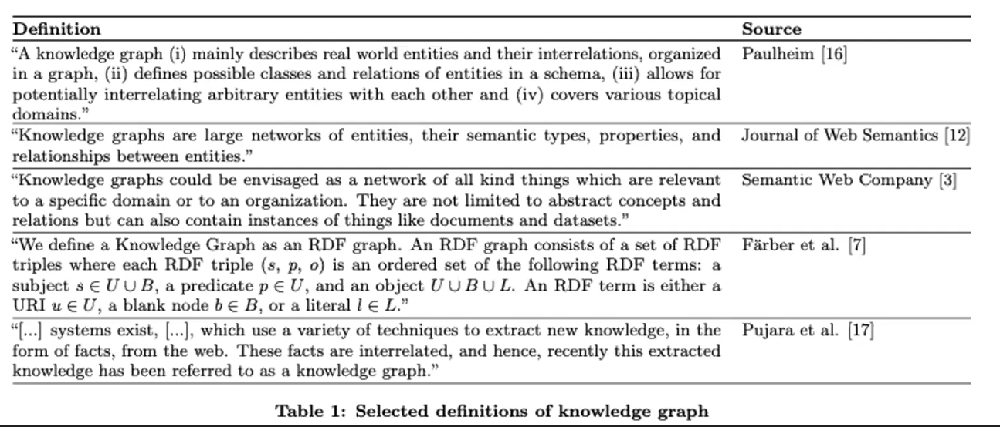 Definition Source
“A knowledge graph (i) mainly describes real world entities and their interrelations, organized Paulheim [16]
in a graph, (ii) defines possible classes and relations of entities in a schema, (iii) allows for
potentially interrelating arbitrary entities with each other and (iv) covers various topical
domains.”
“Knowledge graphs are large networks of entities, their semantic types, properties, and Journal of Web Semantics [12]
relationships between entities.”
“Knowledge graphs could be envisaged as a network of all kind things which are relevant Semantic Web Company [3]
to a specific domain or to an organization. They are not limited to abstract concepts and
relations but can also contain instances of things like documents and datasets.”
“We define a Knowledge Graph as an RDF graph. An RDF graph consists of a set of RDF Färber et al. [7]
triples where each RDF triple (s, p, o) is an ordered set of the following RDF terms: a
subject s ∈ U ∪ B, a predicate p ∈ U, and an object U ∪ B ∪ L. An RDF term is either a
URI u ∈ U, a blank node b ∈ B, or a literal l ∈ L.”
“[...] systems exist, [...], which use a variety of techniques to extract new knowledge, in the Pujara et al. [17]
form of facts, from the web. These facts are interrelated, and hence, recently this extracted
knowledge has been referred to as a knowledge graph.”
Table 1: Selected definitions of knowledge graph